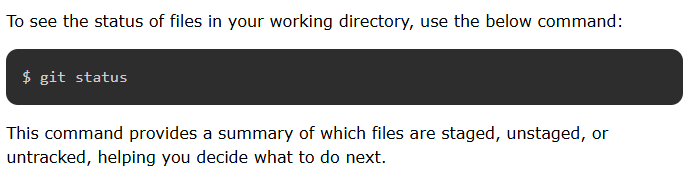 To see the status of files in your working directory, use the below command:
$ git status
This command provides a summary of which files are staged, unstaged, or
untracked, helping you decide what to do next.